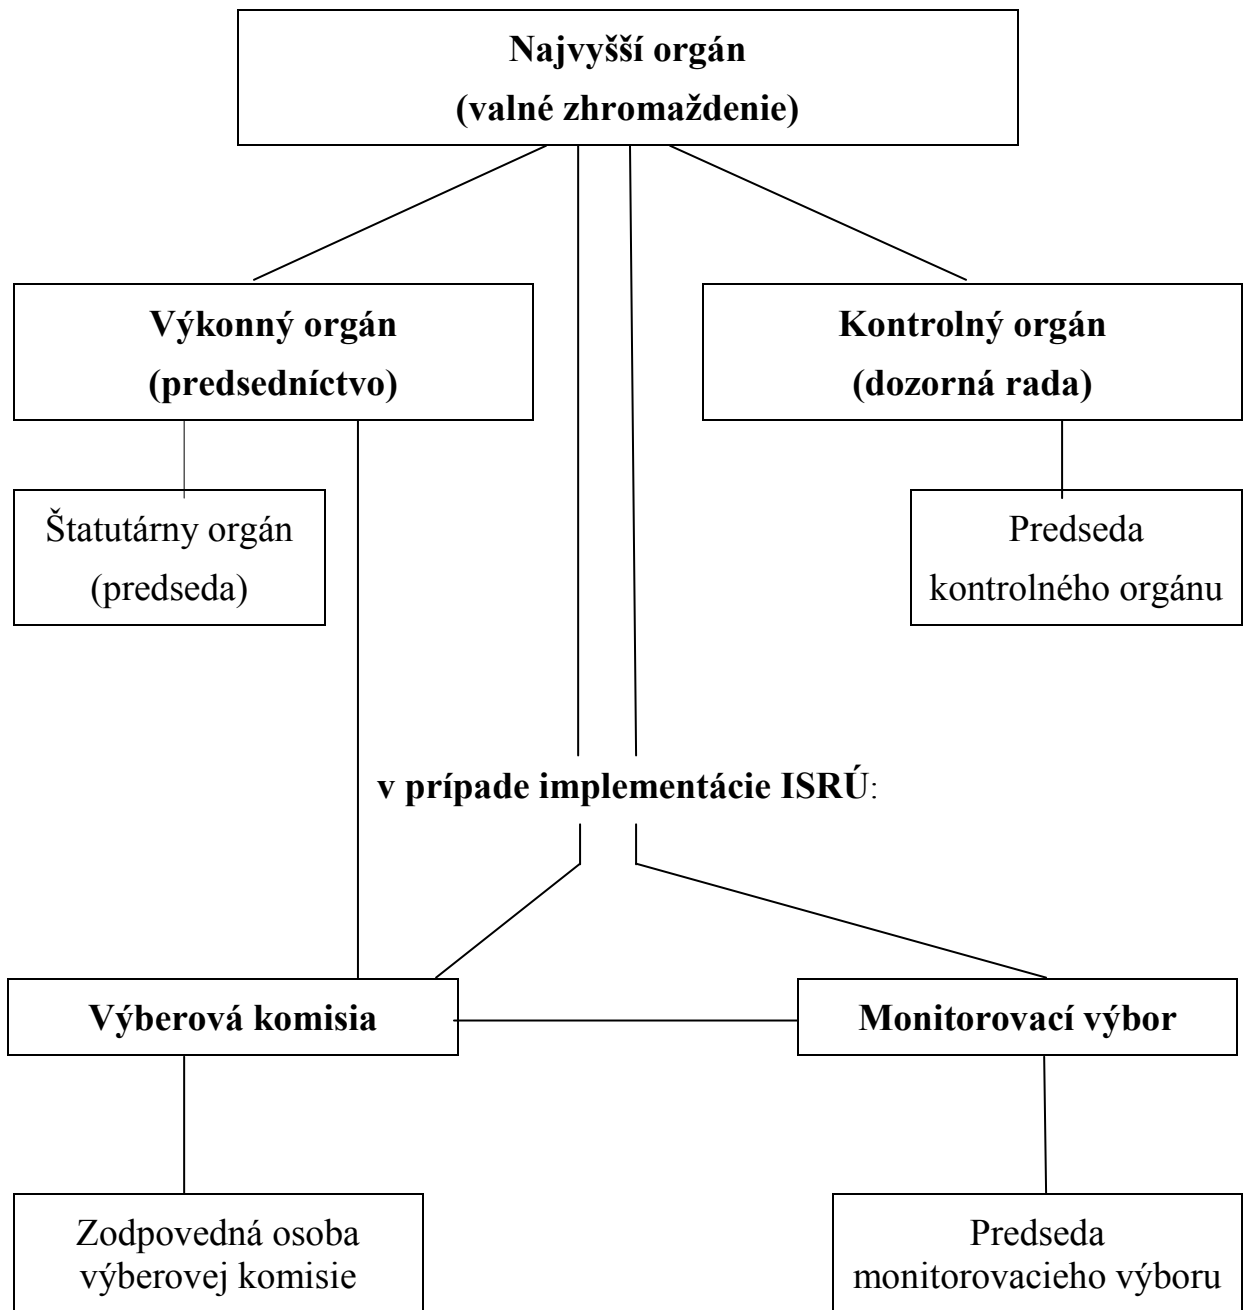 Najvyšší orgán
(valné zhromaždenie)
Výkonný orgán
(predsedníctvo)
Kontrolný orgán
(dozorná rada)
Štatutárny orgán
(predseda)
Predseda
kontrolného orgánu
v prípade implementácie ISRÚ:
Výberová komisia
Monitorovací výbor
Zodpovedná osoba
výberovej komisie
Predseda
monitorovacieho výboru